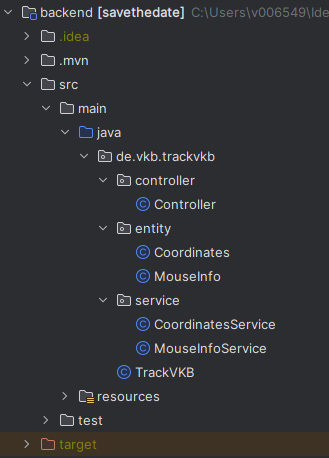 backend [savethedate] C:\Users\v006549\Ide
.idea
.mvn
src
main
java
de.vkb.trackvkb
controller
Controller
entity
Coordinates
MouseInfo
service
CoordinatesService
MouseInfoService
TrackVKB
resources
test
target